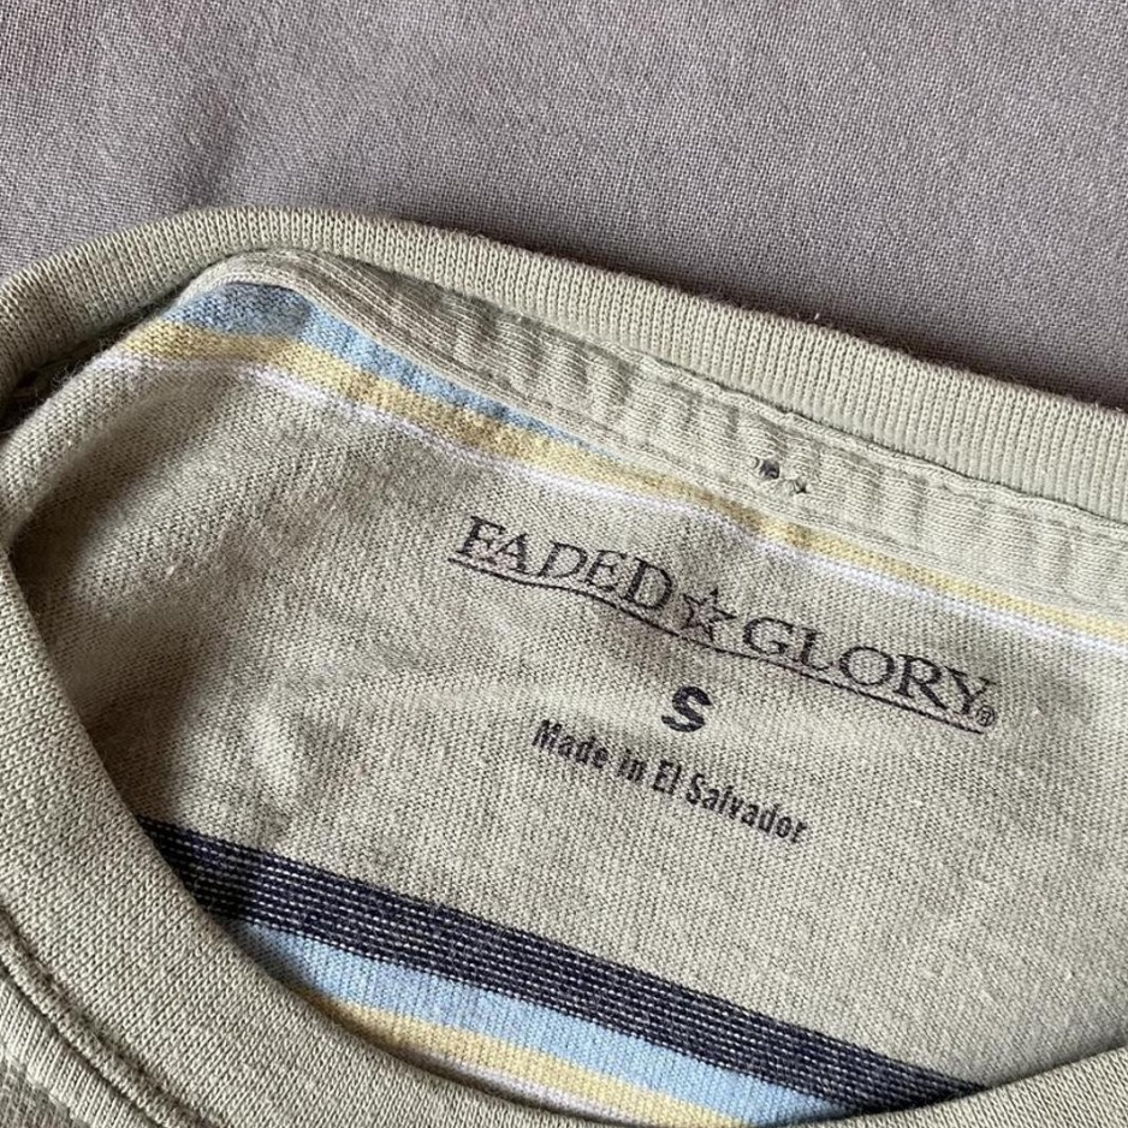 FADED ☆ GLORY®
S
Made in El Salvador